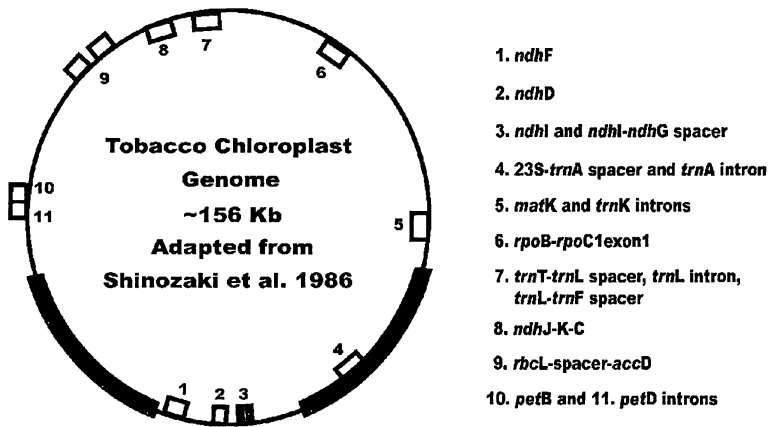 8
7
9
6
Tobacco Chloroplast
Genome
~156 Kb
Adapted from
Shinozaki et al. 1986
10
11
5
4
1
2
3
1. ndhF
2. ndhD
3. ndhI and ndhI-ndhG spacer
4. 23S-trnA spacer and trnA intron
5. matK and trnK introns
6. rpoB-rpoC1exon1
7. trnT-trnL spacer, trnL intron,
trnL-trnF spacer
8. ndhJ-K-C
9. rbcL-spacer-accD
10. petB and 11. petD introns